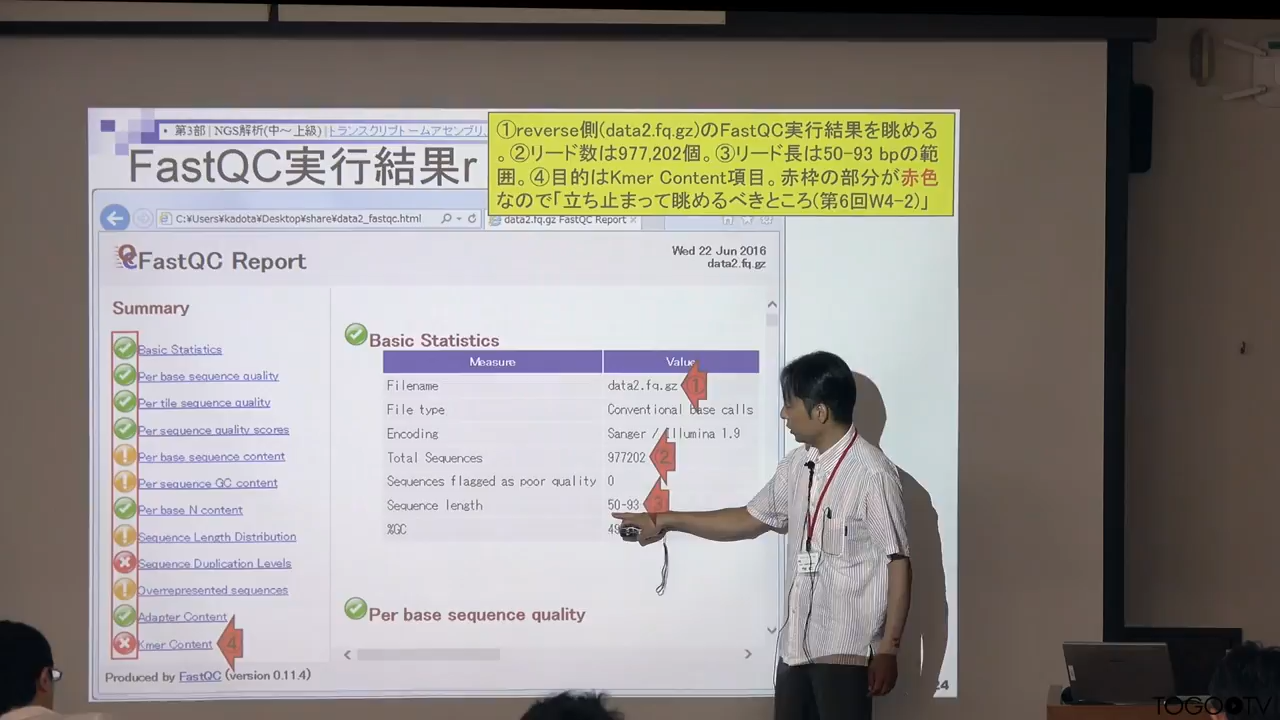 第3部 | NGS解析(中～上級) | トランスクリプトームアセンブリ
FastQC実行結果r
①reverse側(data2.fq.gz)のFastQC実行結果を眺める
。②リード数は977,202個。③リード長は50-93 bpの範
囲。④目的はKmer Content項目。赤枠の部分が赤色
なので「立ち止まって眺めるべきところ(第6回W4-2)」
C:¥Users¥kadota¥Desktop¥share¥data2_fastqc.html
data2.fq.gz FastQC Report
FastQC Report
Wed 22 Jun 2016
data2.fq.gz
Summary
Basic Statistics
Per base sequence quality
Per tile sequence quality
Per sequence quality scores
Per base sequence content
Per sequence GC content
Per base N content
Sequence Length Distribution
Sequence Duplication Levels
Overrepresented sequences
Adapter Content
Kmer Content
4
Produced by FastQC (version 0.11.4)
Basic Statistics
Measure Value
Filename data2.fq.gz 1
File type Conventional base calls
Encoding Sanger / Illumina 1.9
Total Sequences 977202 2
Sequences flagged as poor quality 0
Sequence length 50-93 3
%GC
Per base sequence quality
TOGOTV